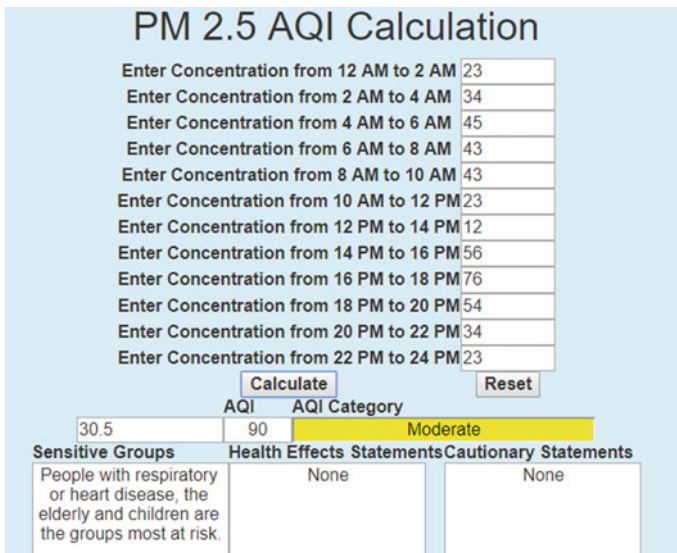 PM 2.5 AQI Calculation
Enter Concentration from 12 AM to 2 AM 23
Enter Concentration from 2 AM to 4 AM 34
Enter Concentration from 4 AM to 6 AM 45
Enter Concentration from 6 AM to 8 AM 43
Enter Concentration from 8 AM to 10 AM 43
Enter Concentration from 10 AM to 12 PM 23
Enter Concentration from 12 PM to 14 PM 12
Enter Concentration from 14 PM to 16 PM 56
Enter Concentration from 16 PM to 18 PM 76
Enter Concentration from 18 PM to 20 PM 54
Enter Concentration from 20 PM to 22 PM 34
Enter Concentration from 22 PM to 24 PM 23
Calculate Reset
AQI AQI Category
30.5 90 Moderate
Sensitive Groups Health Effects Statements Cautionary Statements
People with respiratory None None
or heart disease, the
elderly and children are
the groups most at risk.